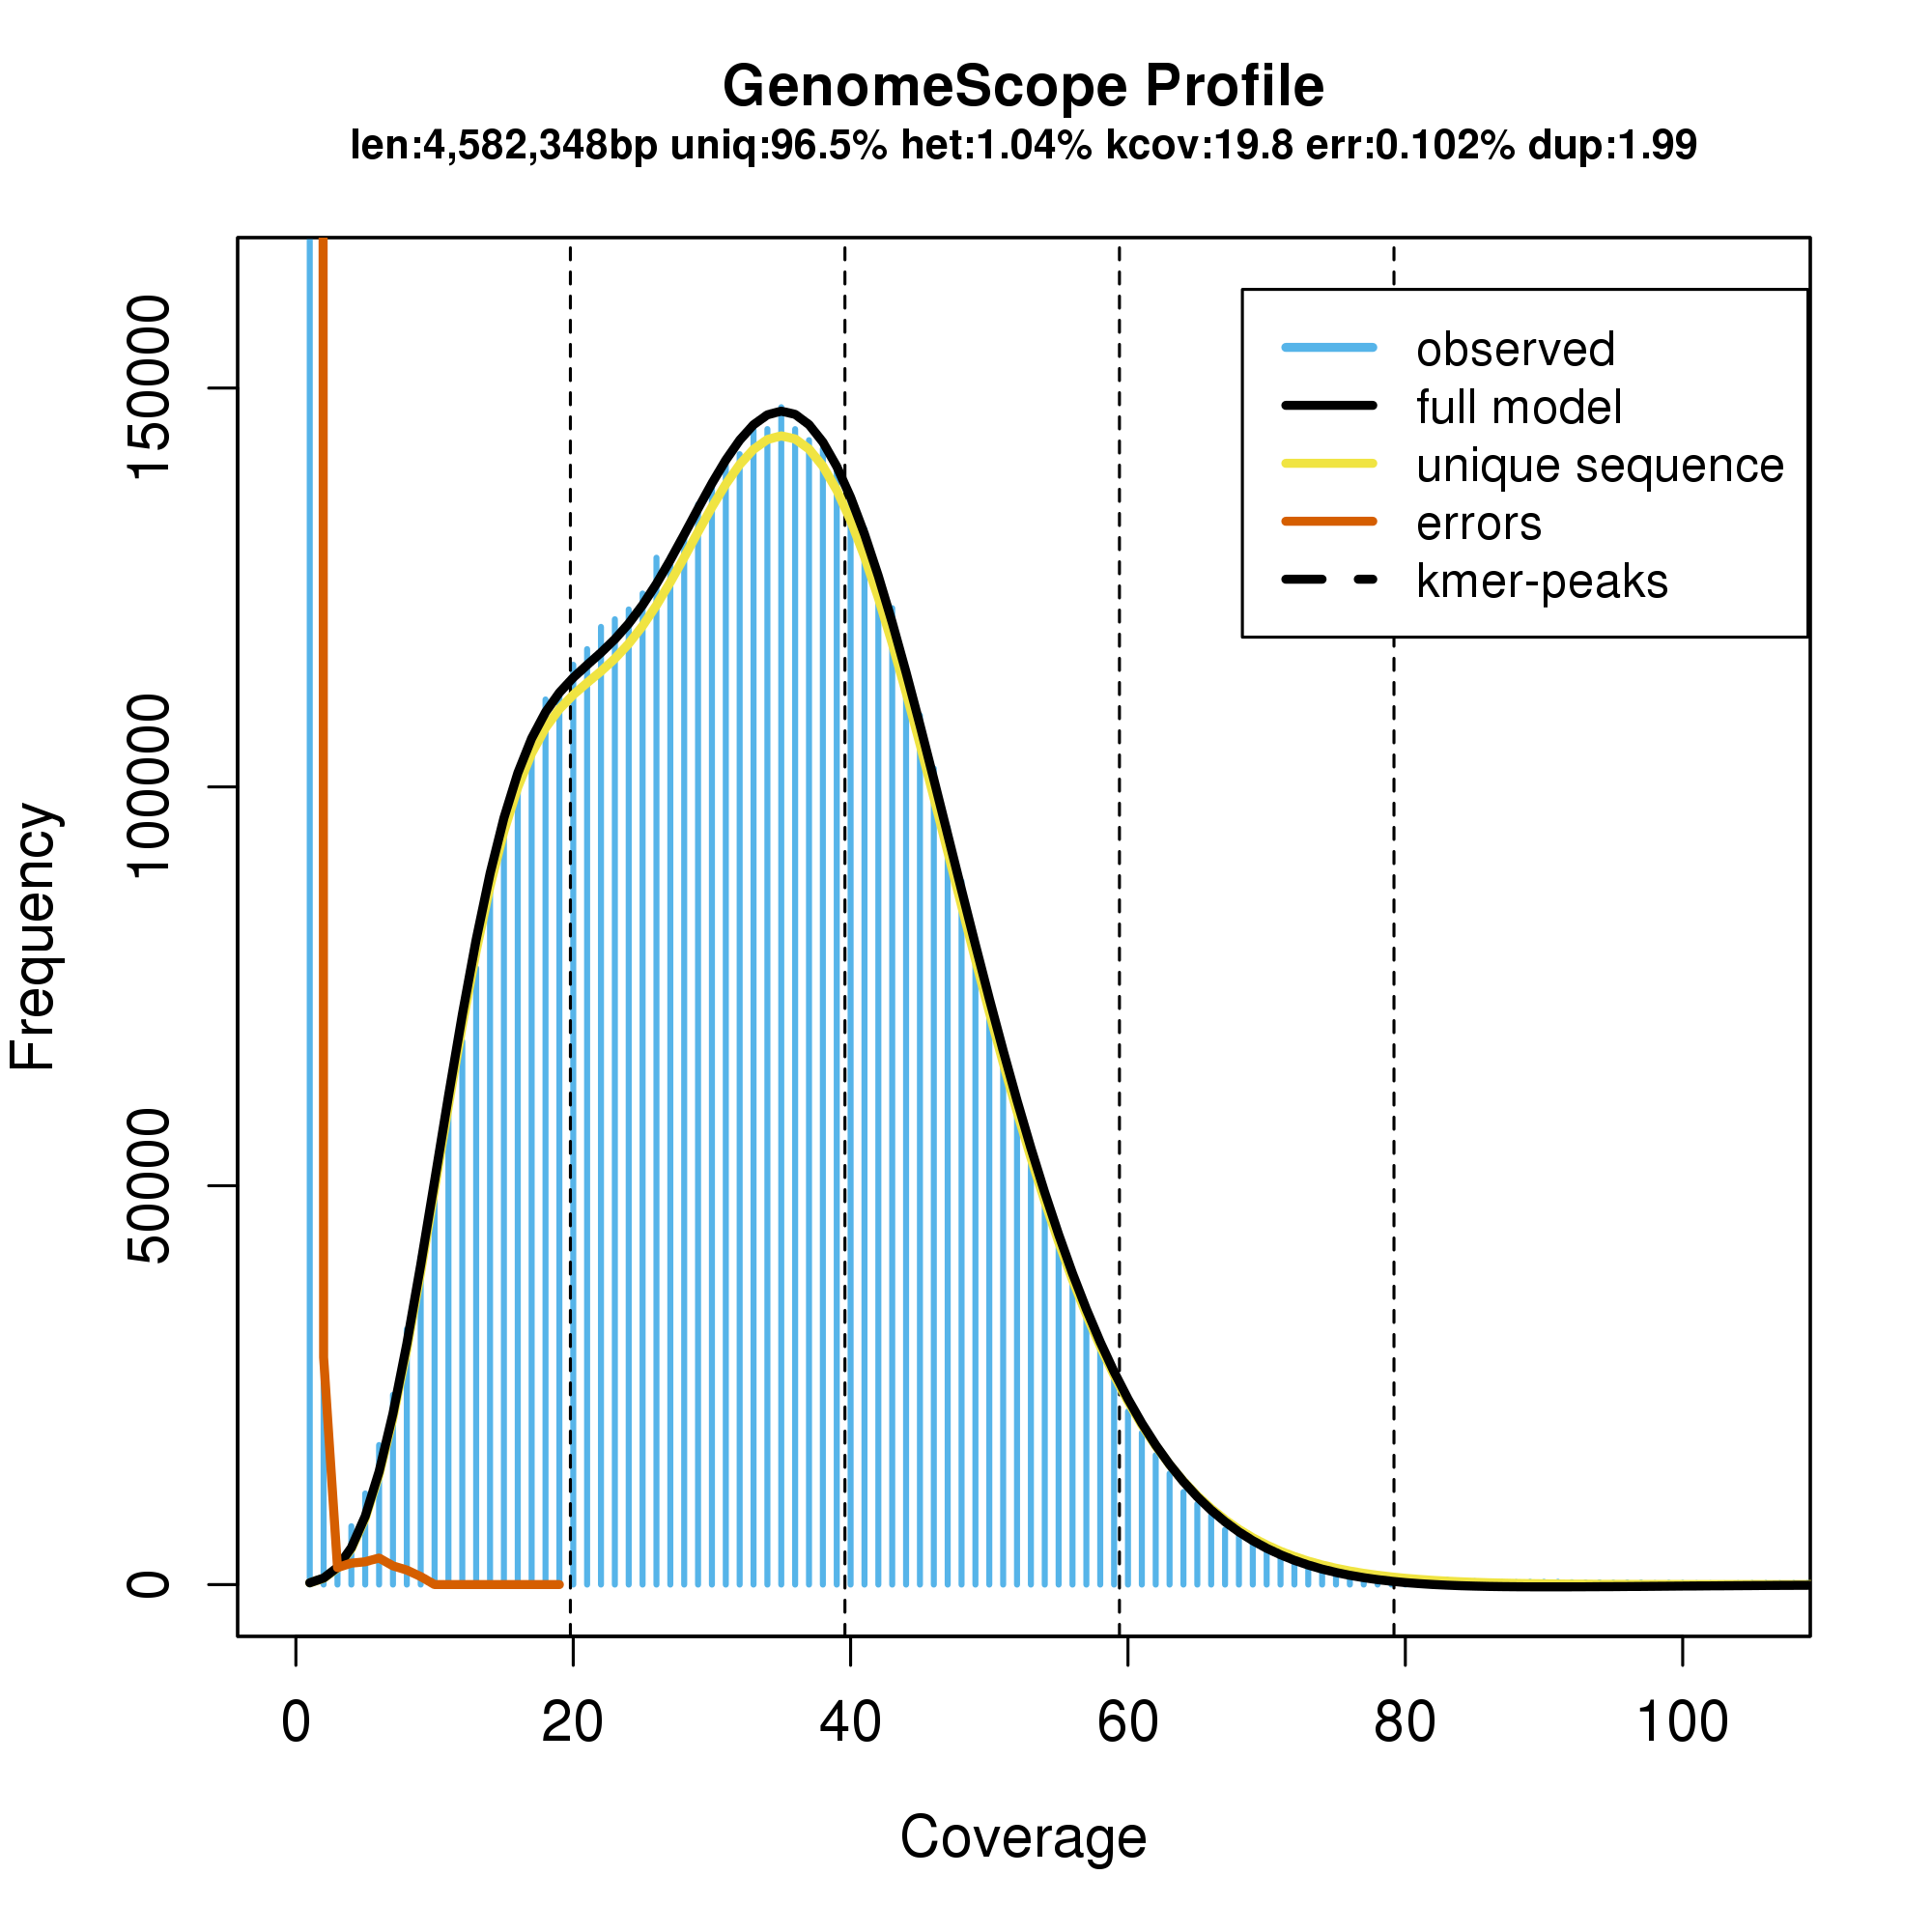 GenomeScope Profile
len:4,582,348bp uniq:96.5% het:1.04% kcov:19.8 err:0.102% dup:1.99
observed
full model
unique sequence
errors
kmer-peaks
Frequency
150000
100000
50000
0
0 20 40 60 80 100
Coverage